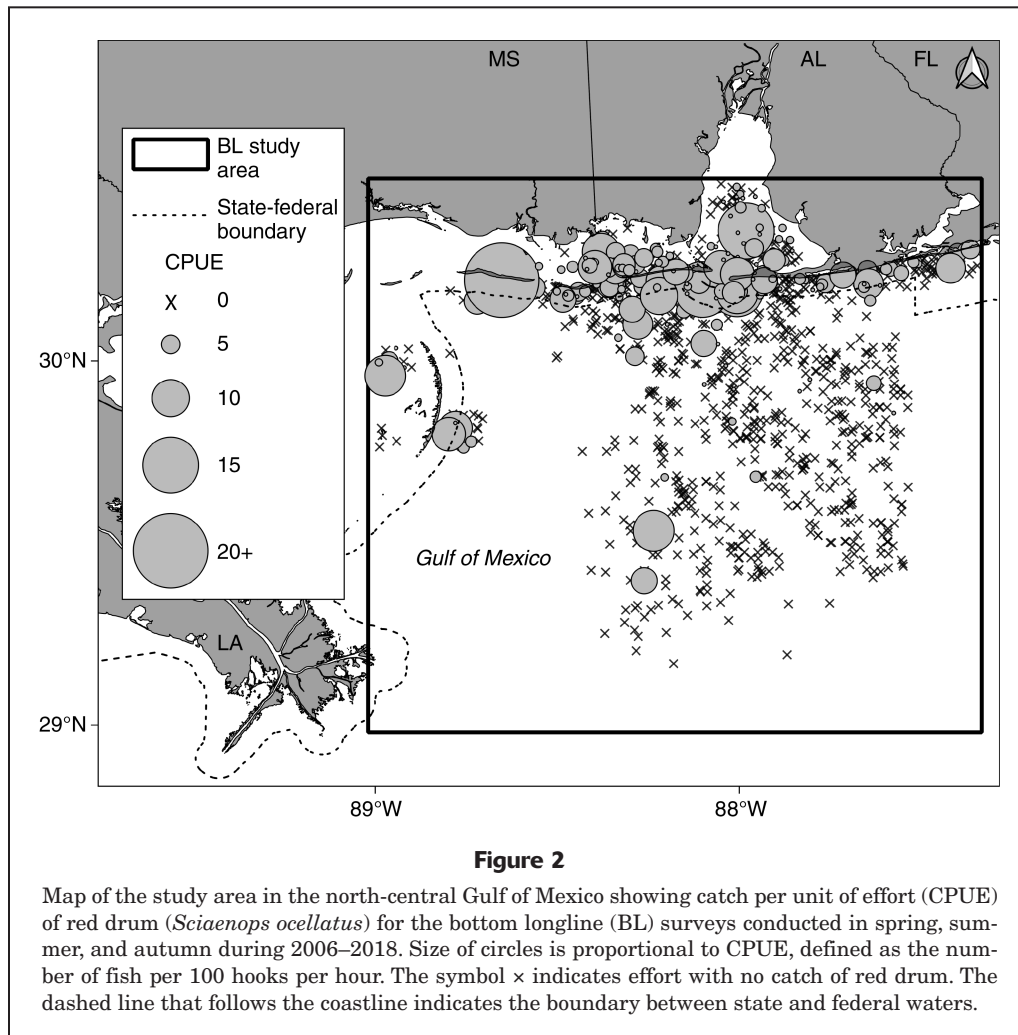 MS
AL
FL
BL study
area
State-federal
boundary
CPUE
x 0
5
10
15
20+
30°N
Gulf of Mexico
LA
29°N
89°W
88°W
Figure 2
Map of the study area in the north-central Gulf of Mexico showing catch per unit of effort (CPUE)
of red drum (Sciaenops ocellatus) for the bottom longline (BL) surveys conducted in spring, sum-
mer, and autumn during 2006–2018. Size of circles is proportional to CPUE, defined as the num-
ber of fish per 100 hooks per hour. The symbol × indicates effort with no catch of red drum. The
dashed line that follows the coastline indicates the boundary between state and federal waters.